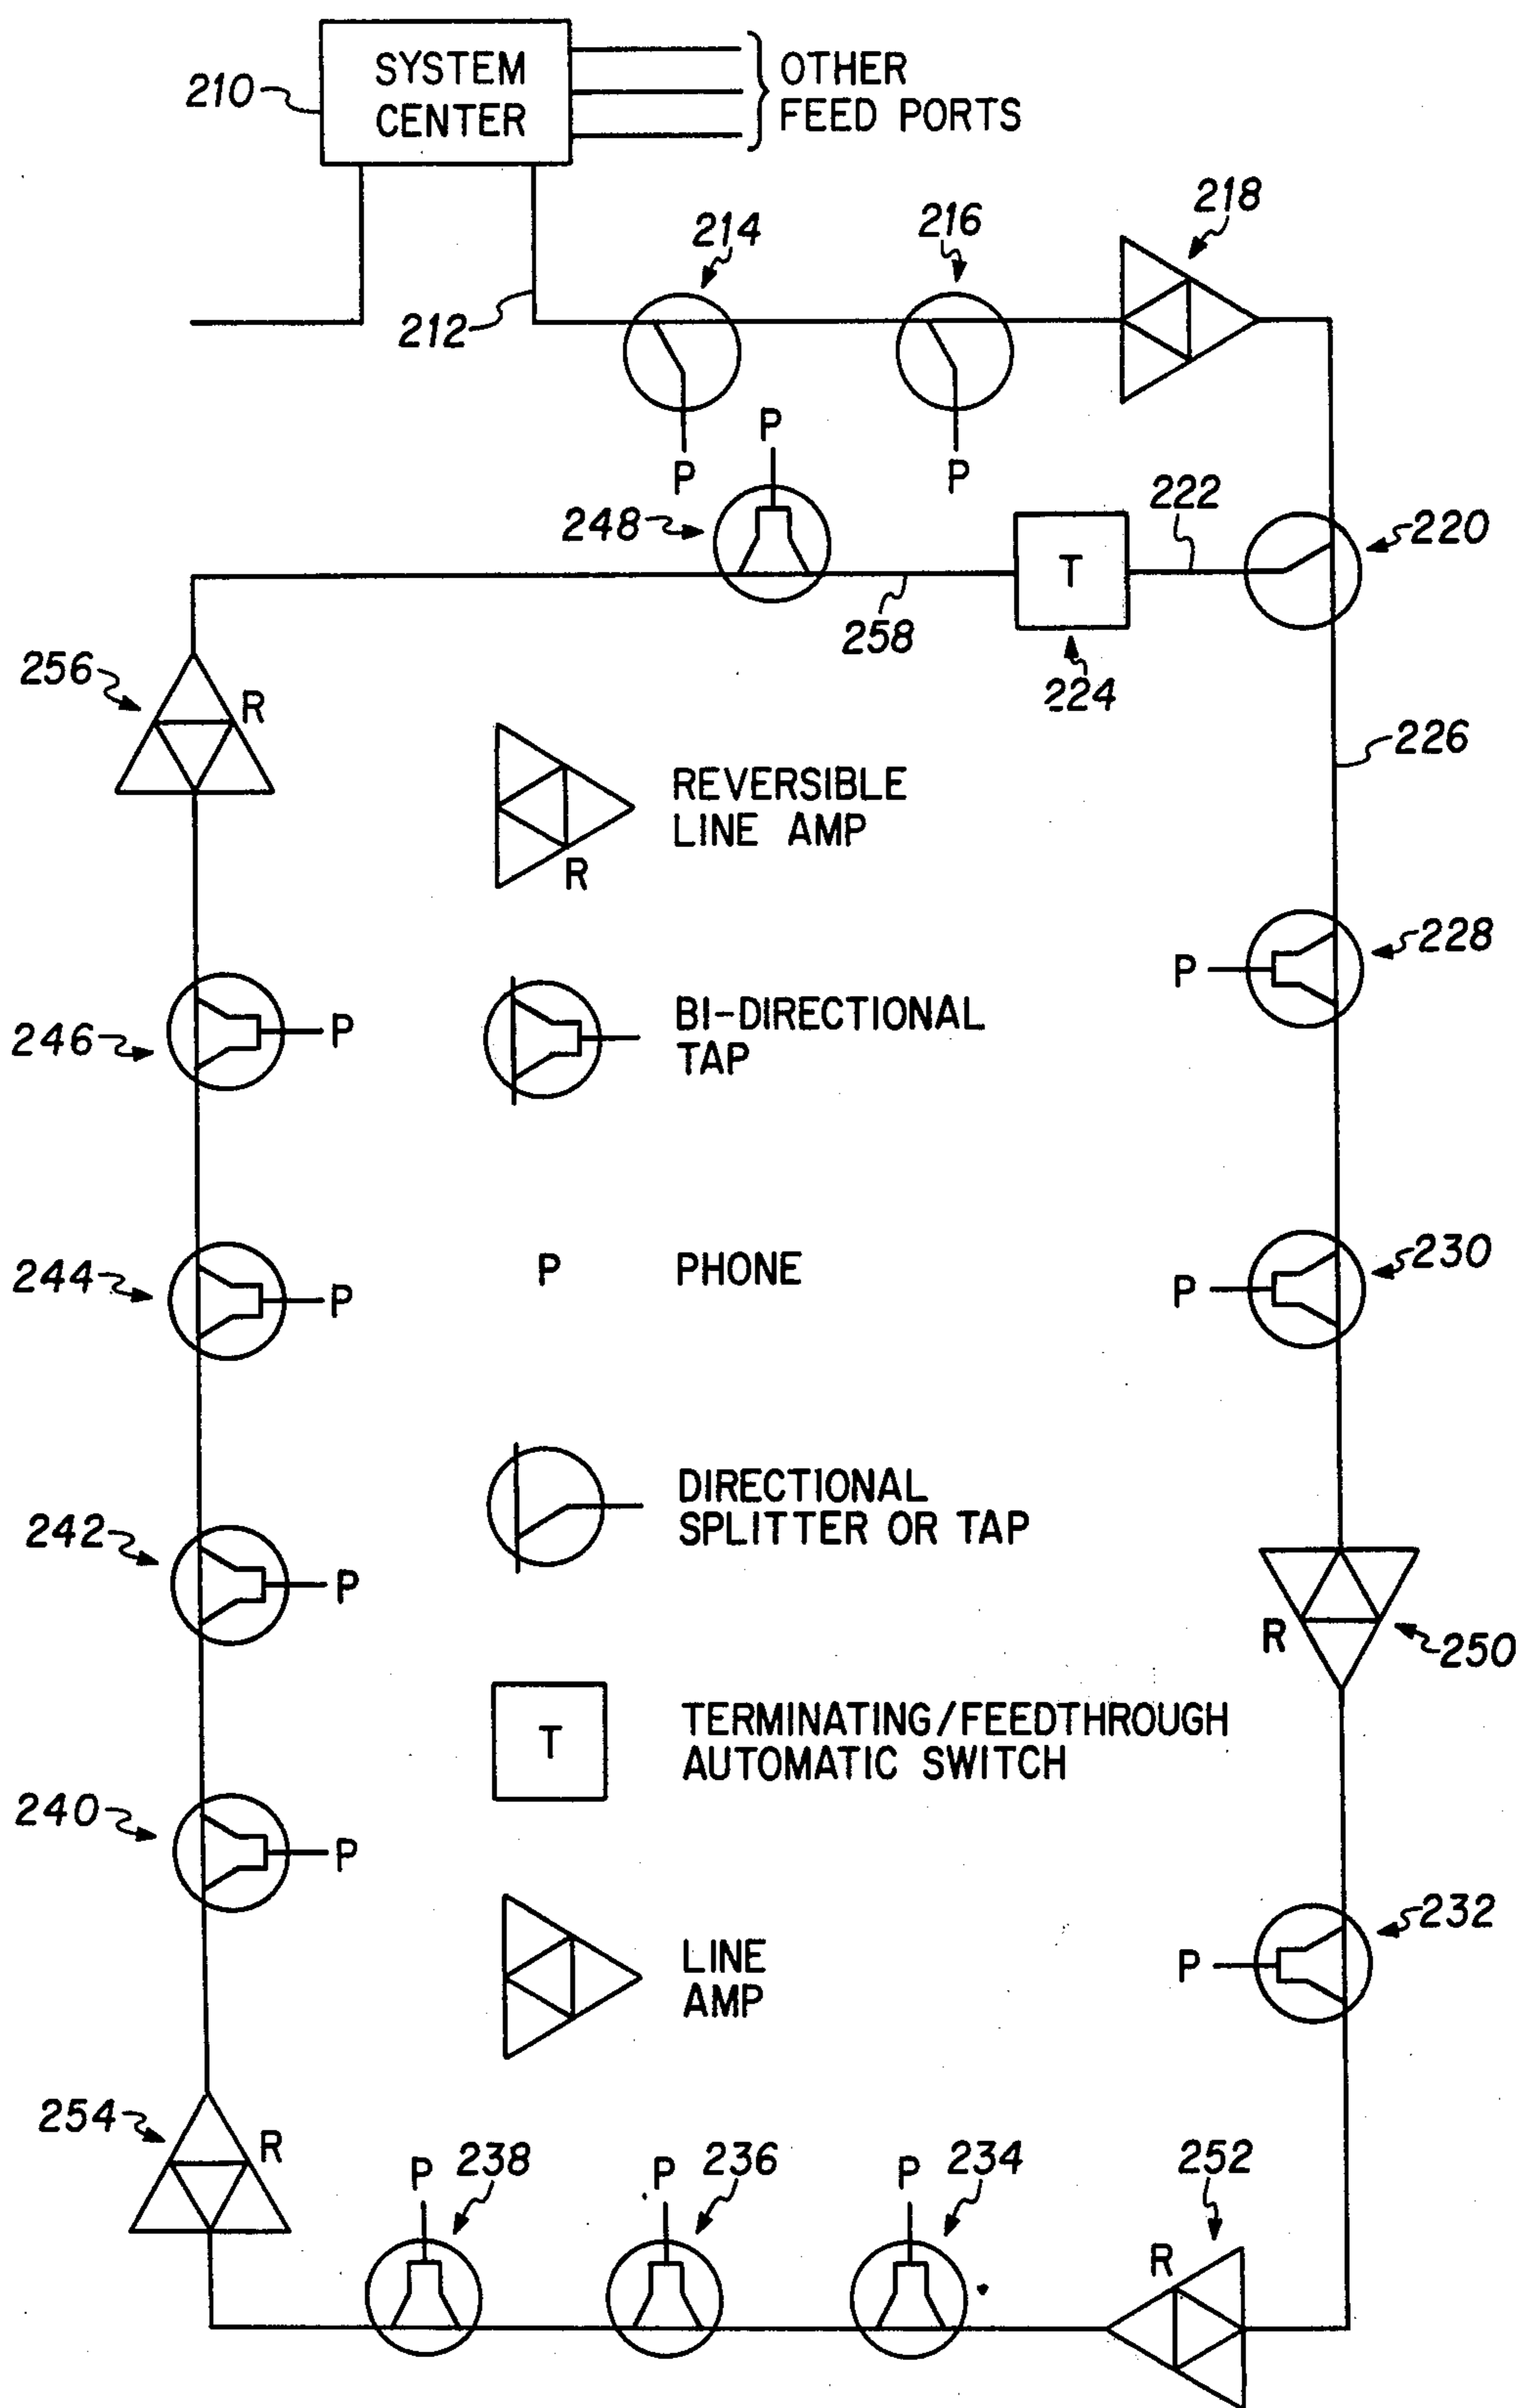 SYSTEM
CENTER
210
OTHER
FEED PORTS
218
216
214
212
P
P
P
222
220
248
T
258
224
256
R
226
REVERSIBLE
LINE AMP
R
228
P
BI-DIRECTIONAL
TAP
246
P
230
244
P
P
PHONE
P
DIRECTIONAL
SPLITTER OR TAP
242
P
R
250
TERMINATING/FEEDTHROUGH
AUTOMATIC SWITCH
T
240
P
232
P
LINE
AMP
254
R
P
238
P
236
P
234
252
R